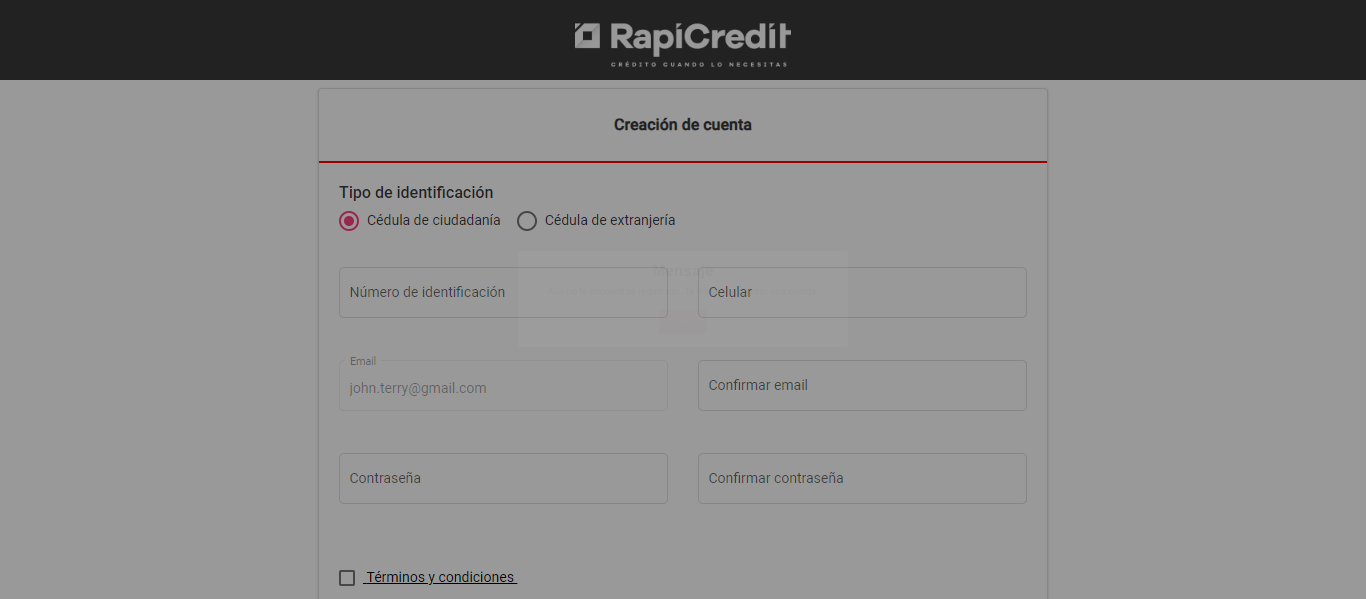 RapiCredit
CRÉDITO CUANDO LO NECESITAS
Creación de cuenta
Tipo de identificación
Cédula de ciudadanía Cédula de extranjería
Mensaje
Número de identificación Celular
Email
john.terry@gmail.com Confirmar email
Contraseña Confirmar contraseña
Términos y condiciones